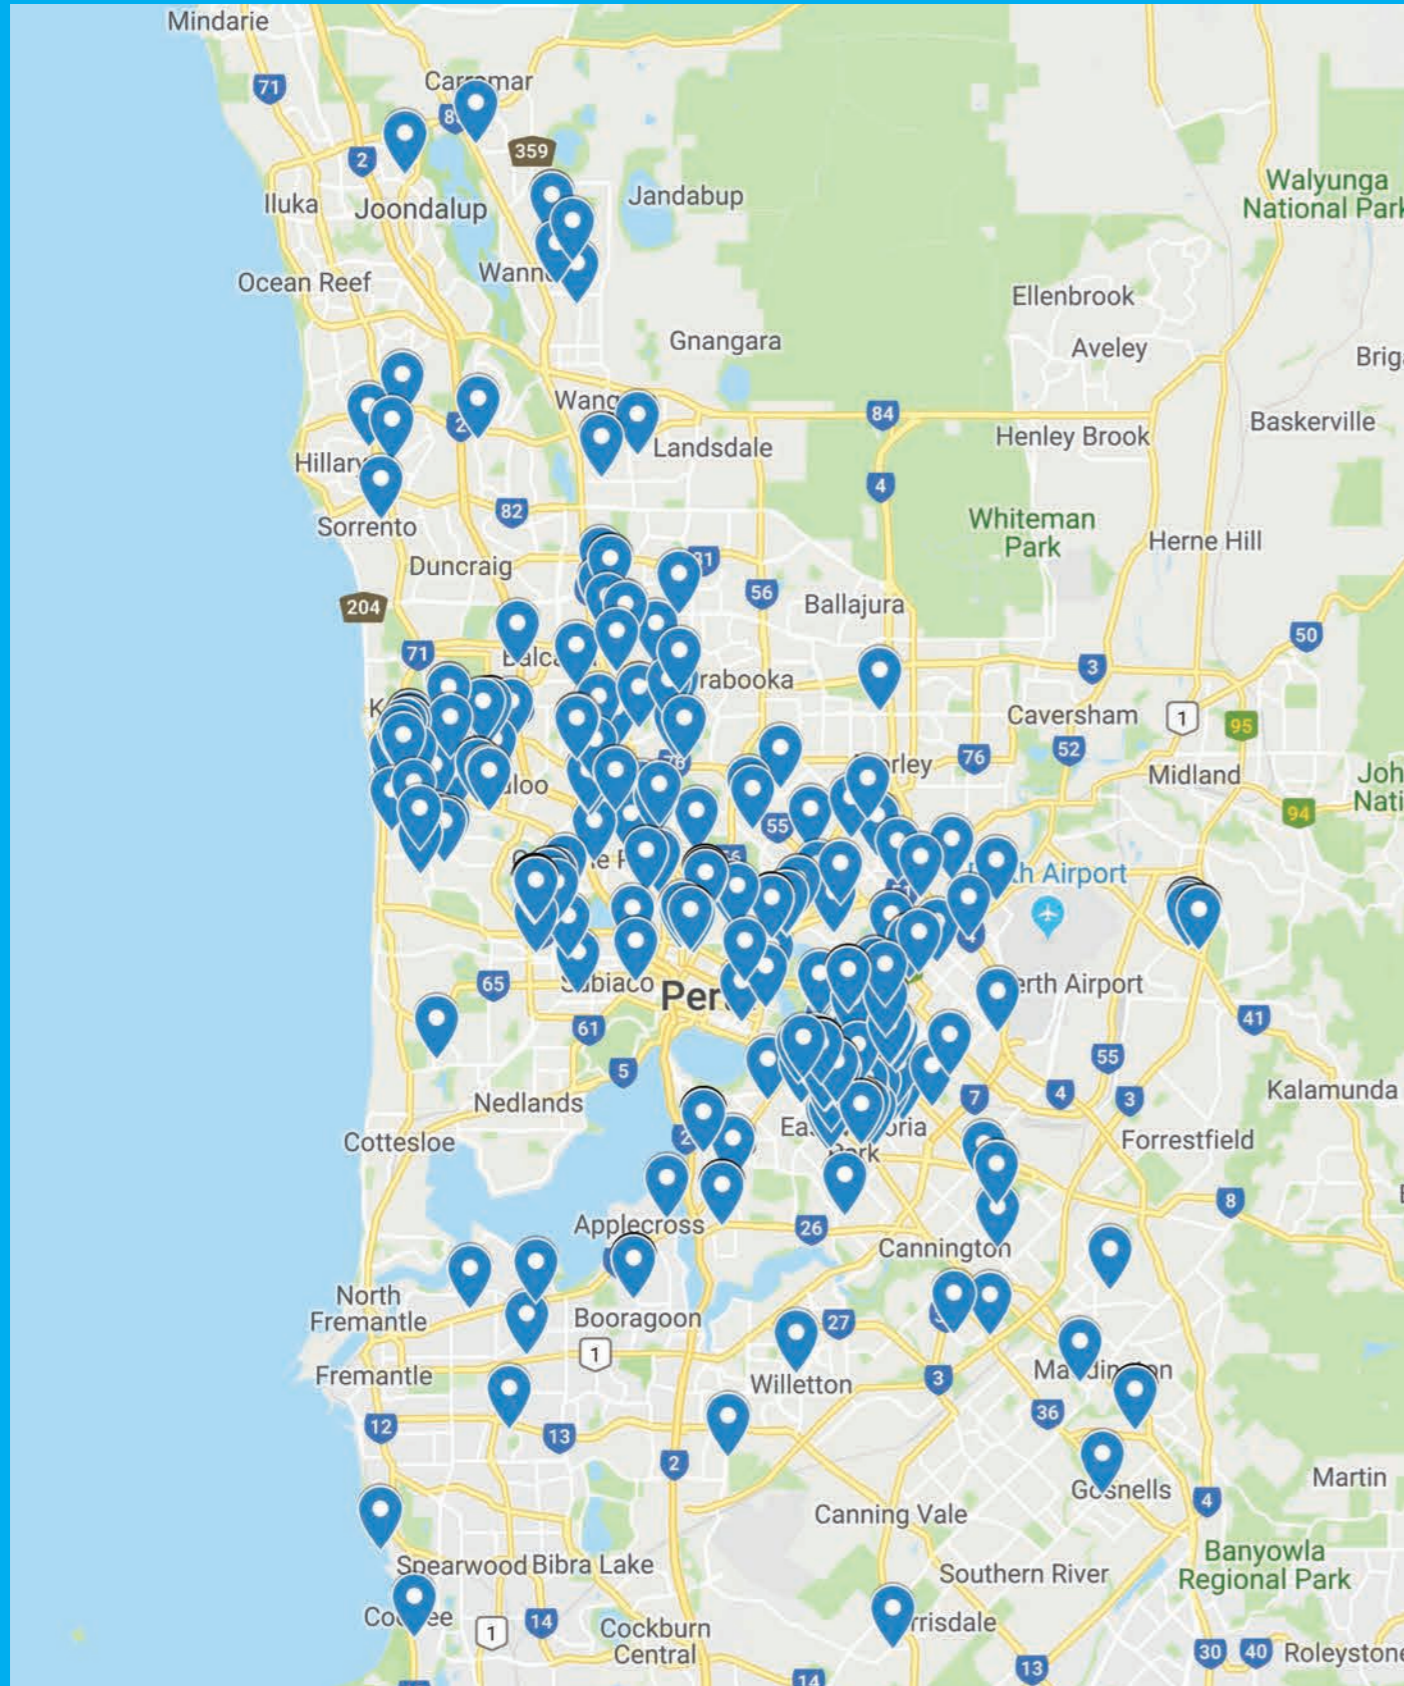 Mindarie
71
359
2
Iluka
Joondalup
Jandabup
Walyunga
National Park
Ocean Reef
Ellenbrook
Gnangara
Aveley
84
Baskerville
Henley Brook
Landsdale
4
82
Whiteman
Park
Sorrento
Herne Hill
Duncraig
56
204
Ballajura
50
71
3
Caversham
1
95
52
76
Midland
94
55
Perth Airport
65
61
41
5
55
Nedlands
7
4
3
Kalamunda
Cottesloe
Forrestfield
8
Applecross
26
Cannington
North
Fremantle
Booragoon
27
1
Fremantle
Willetton
3
36
12
13
2
Gosnells
Martin
4
Canning Vale
Spearwood
Bibra Lake
Banyowla
Regional Park
Southern River
14
1
Cockburn
Central
30
40
Roleystone
13
14